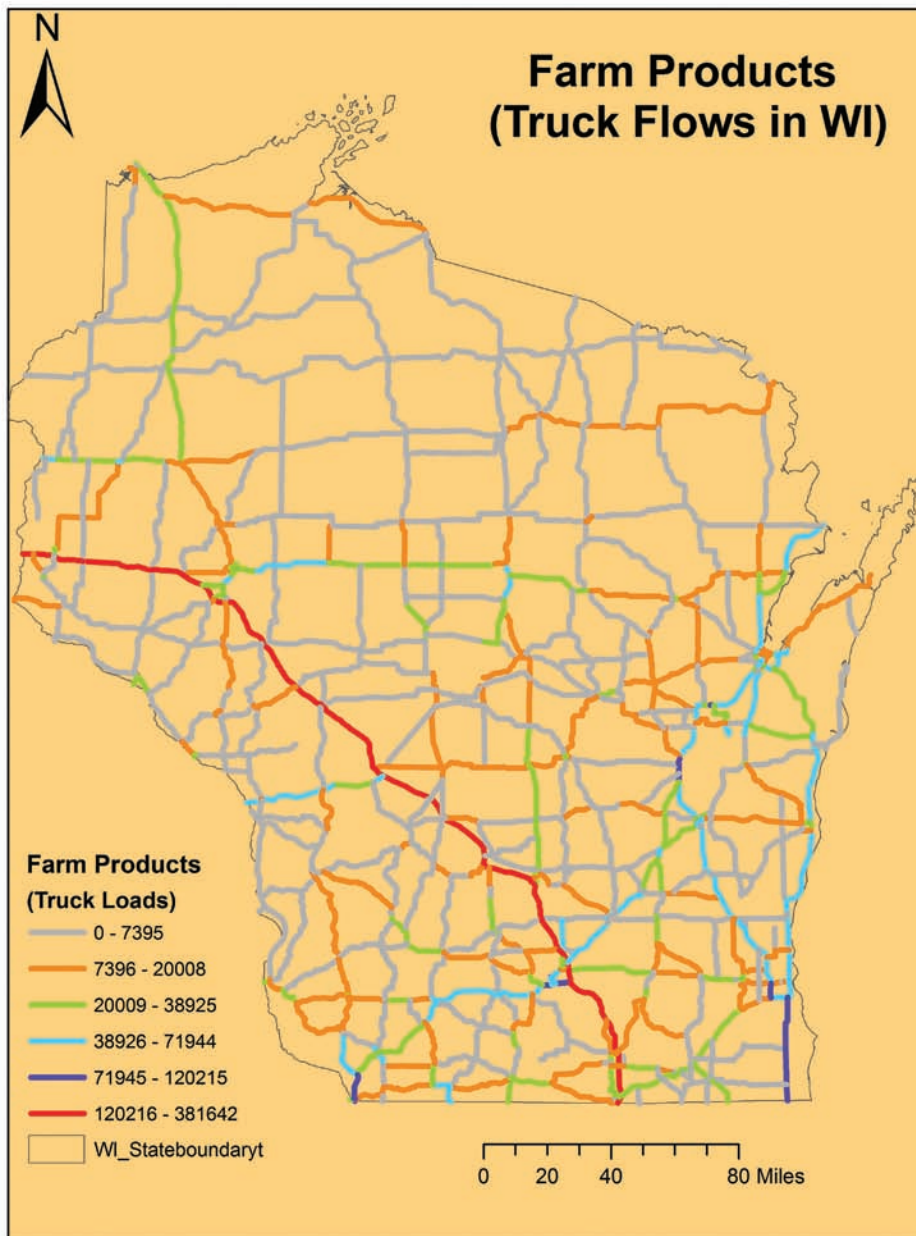 N
Farm Products
(Truck Flows in WI)
Farm Products
(Truck Loads)
0 - 7395
7396 - 20008
20009 - 38925
38926 - 71944
71945 - 120215
120216 - 381642
WI_Stateboundaryt
0 20 40 80 Miles